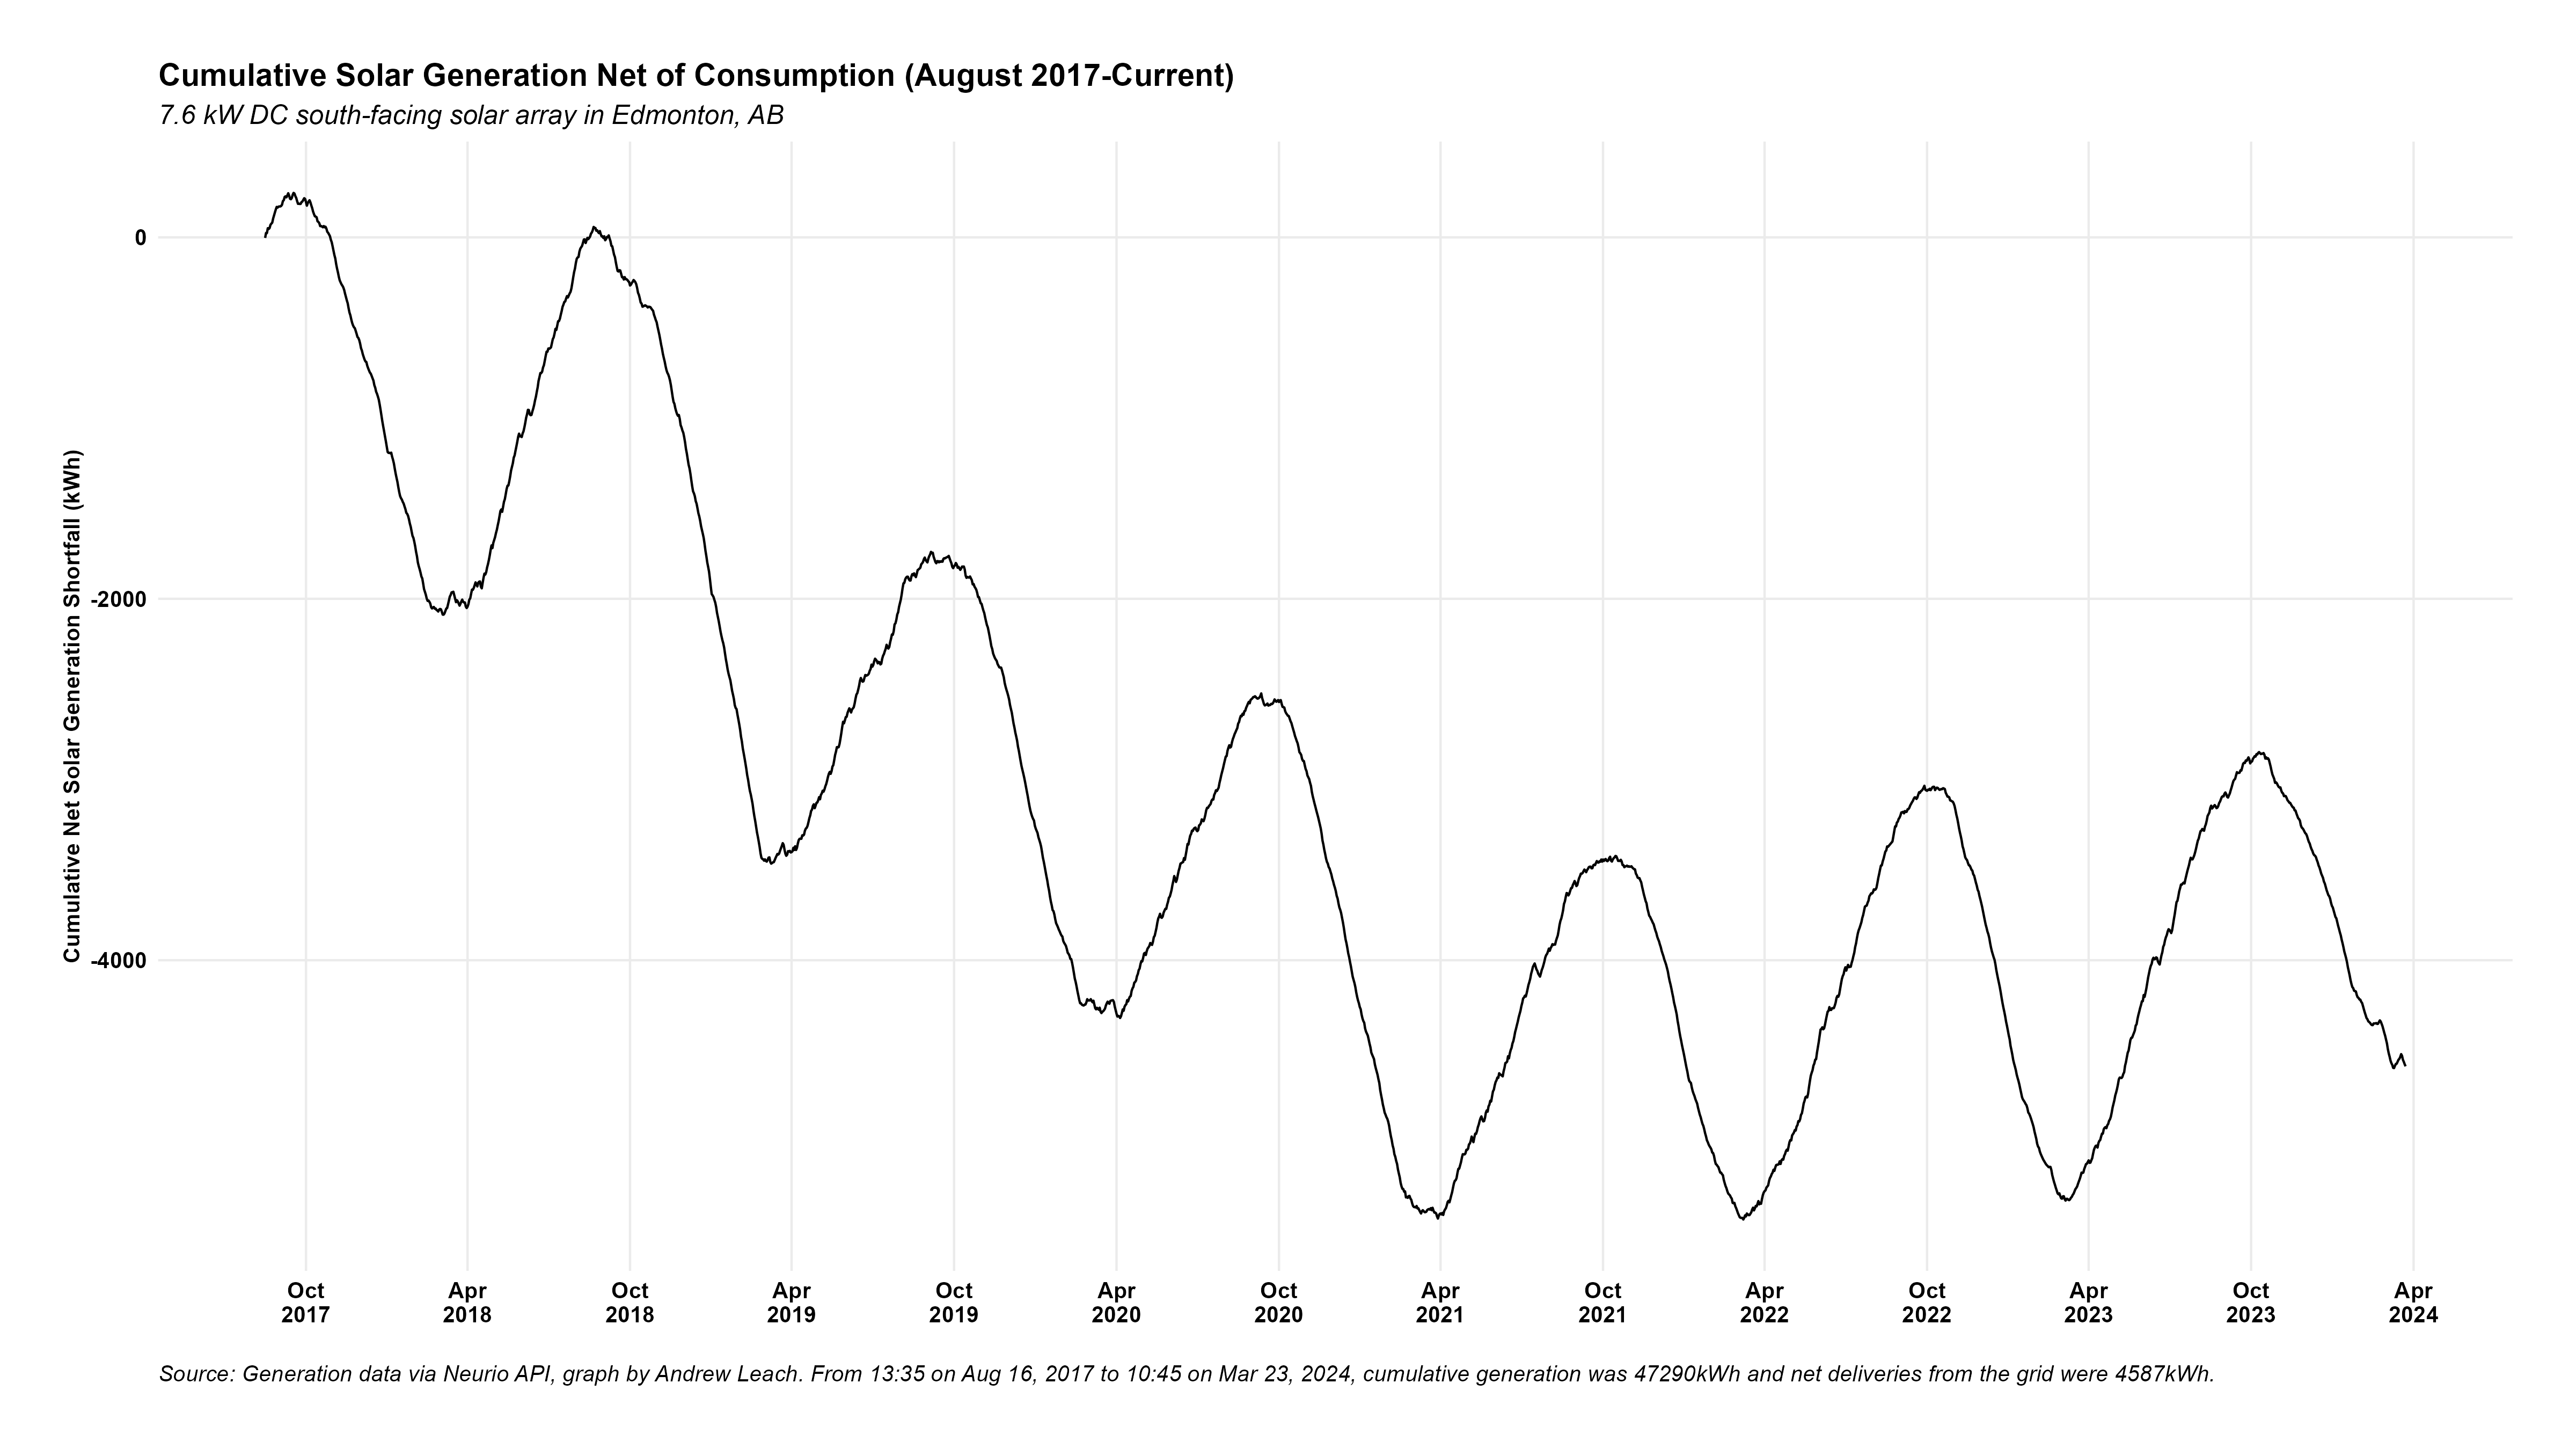 Cumulative Solar Generation Net of Consumption (August 2017-Current)
7.6 kW DC south-facing solar array in Edmonton, AB
Cumulative Net Solar Generation Shortfall (kWh)
0
-2000
-4000
Oct 2017
Apr 2018
Oct 2018
Apr 2019
Oct 2019
Apr 2020
Oct 2020
Apr 2021
Oct 2021
Apr 2022
Oct 2022
Apr 2023
Oct 2023
Apr 2024
Source: Generation data via Neurio API, graph by Andrew Leach. From 13:35 on Aug 16, 2017 to 10:45 on Mar 23, 2024, cumulative generation was 47290kWh and net deliveries from the grid were 4587kWh.